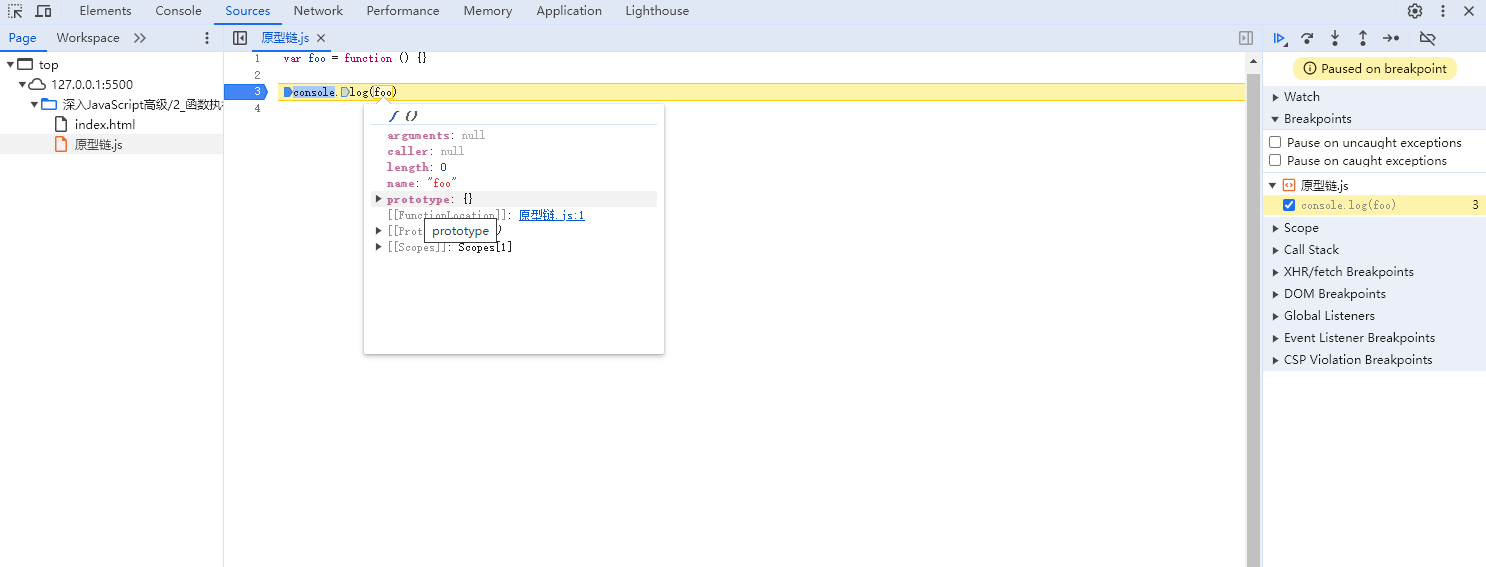 Elements Console Sources Network Performance Memory Application Lighthouse
Page Workspace
原型链.js
top
127.0.0.1:5500
深入JavaScript高级/2_函数执
index.html
原型链.js
1 var foo = function () {}
2
3 console.log(foo)
4
ƒ ()
arguments: null
caller: null
length: 0
name: "foo"
prototype: {}
[[FunctionLocation]]: 原型链.js:1
[[Prot )
prototype
[[Scopes]]: Scopes[1]
Paused on breakpoint
Watch
Breakpoints
Pause on uncaught exceptions
Pause on caught exceptions
原型链.js
console.log(foo) 3
Scope
Call Stack
XHR/fetch Breakpoints
DOM Breakpoints
Global Listeners
Event Listener Breakpoints
CSP Violation Breakpoints